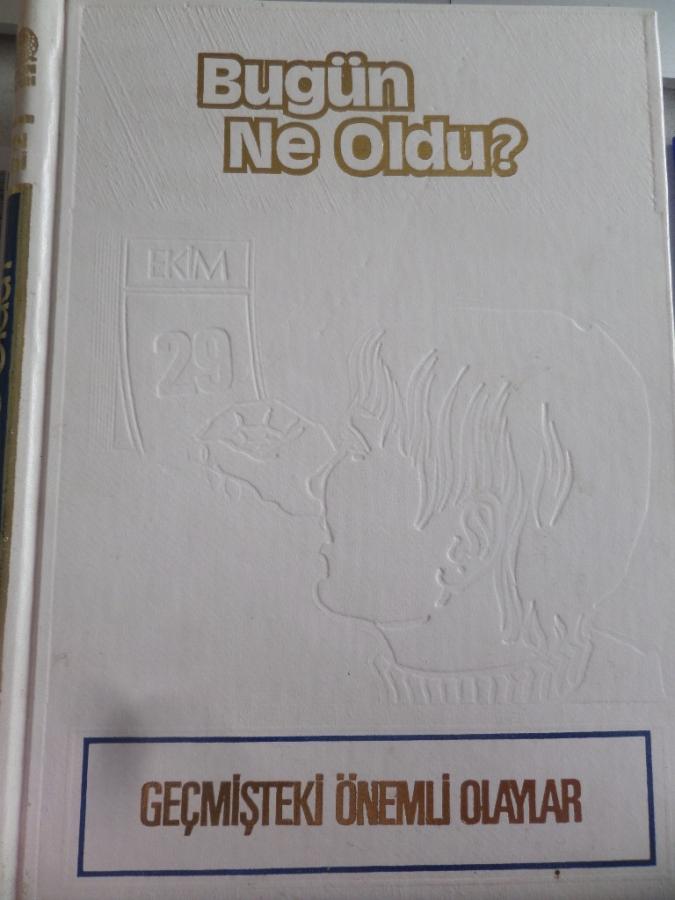 Bugün
Ne Oldu?
EKİM
29
GEÇMİŞTEKİ ÖNEMLİ OLAYLAR